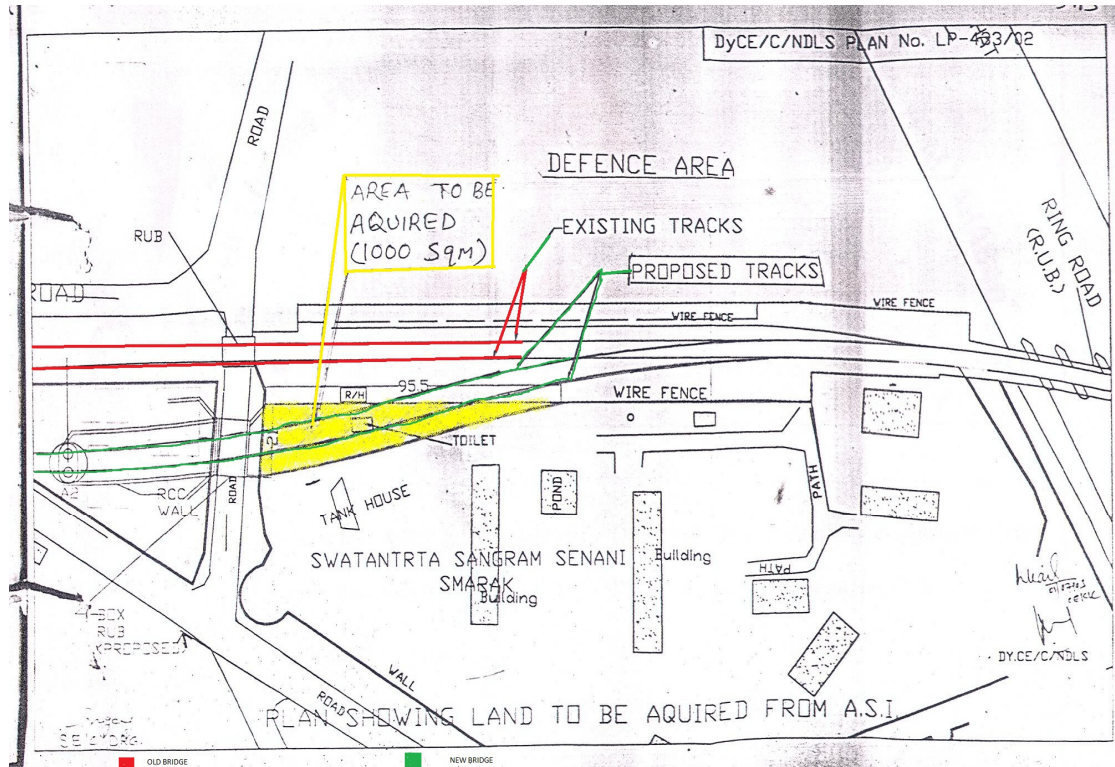 DyCE/C/NDLS PLAN No. LP-433/02
ROAD
DEFENCE AREA
AREA TO BE
AQUIRED
(1000 Sqm)
EXISTING TRACKS
PROPOSED TRACKS
RUB
ROAD
RING ROAD
(R.U.B.)
WIRE FENCE
WIRE FENCE
R/H
95.5
WIRE FENCE
TOILET
A2
RCC
WALL
ROAD
TANK HOUSE
POND
PATH
SWATANTRTA SANGRAM SENANI
SMARAK
Building
Building
PATH
BOX
RUB
PROPOSED
WALL
ROAD
DY.CE/C/NDLS
PLAN SHOWING LAND TO BE AQUIRED FROM A.S.I.
OLD BRIDGE
NEW BRIDGE